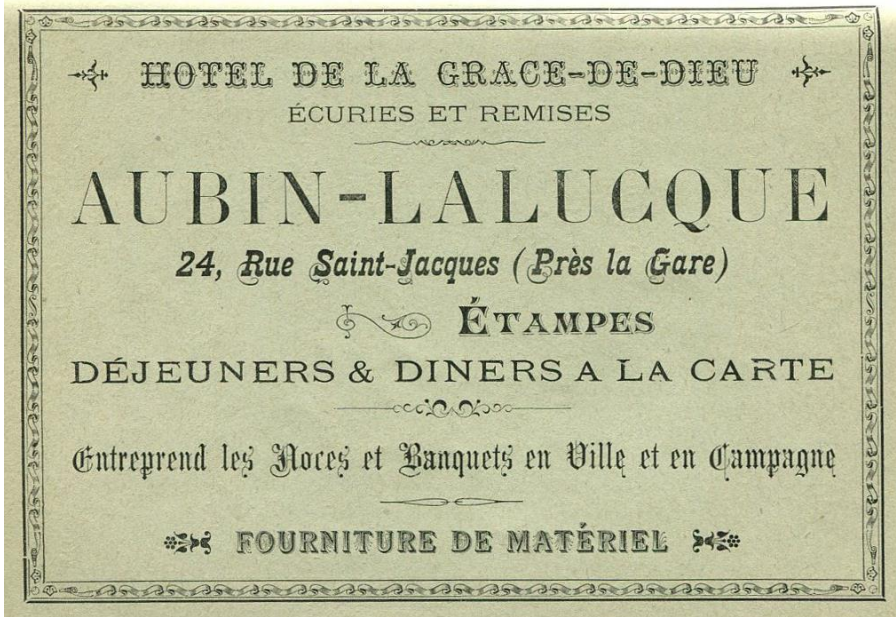 HOTEL DE LA GRACE-DE-DIEU
ÉCURIES ET REMISES
AUBIN-LALUCQUE
24, Rue Saint-Jacques (Près la Gare)
ÉTAMPES
DÉJEUNERS & DINERS A LA CARTE
Entreprend les Noces et Banquets en Ville et en Campagne
FOURNITURE DE MATÉRIEL